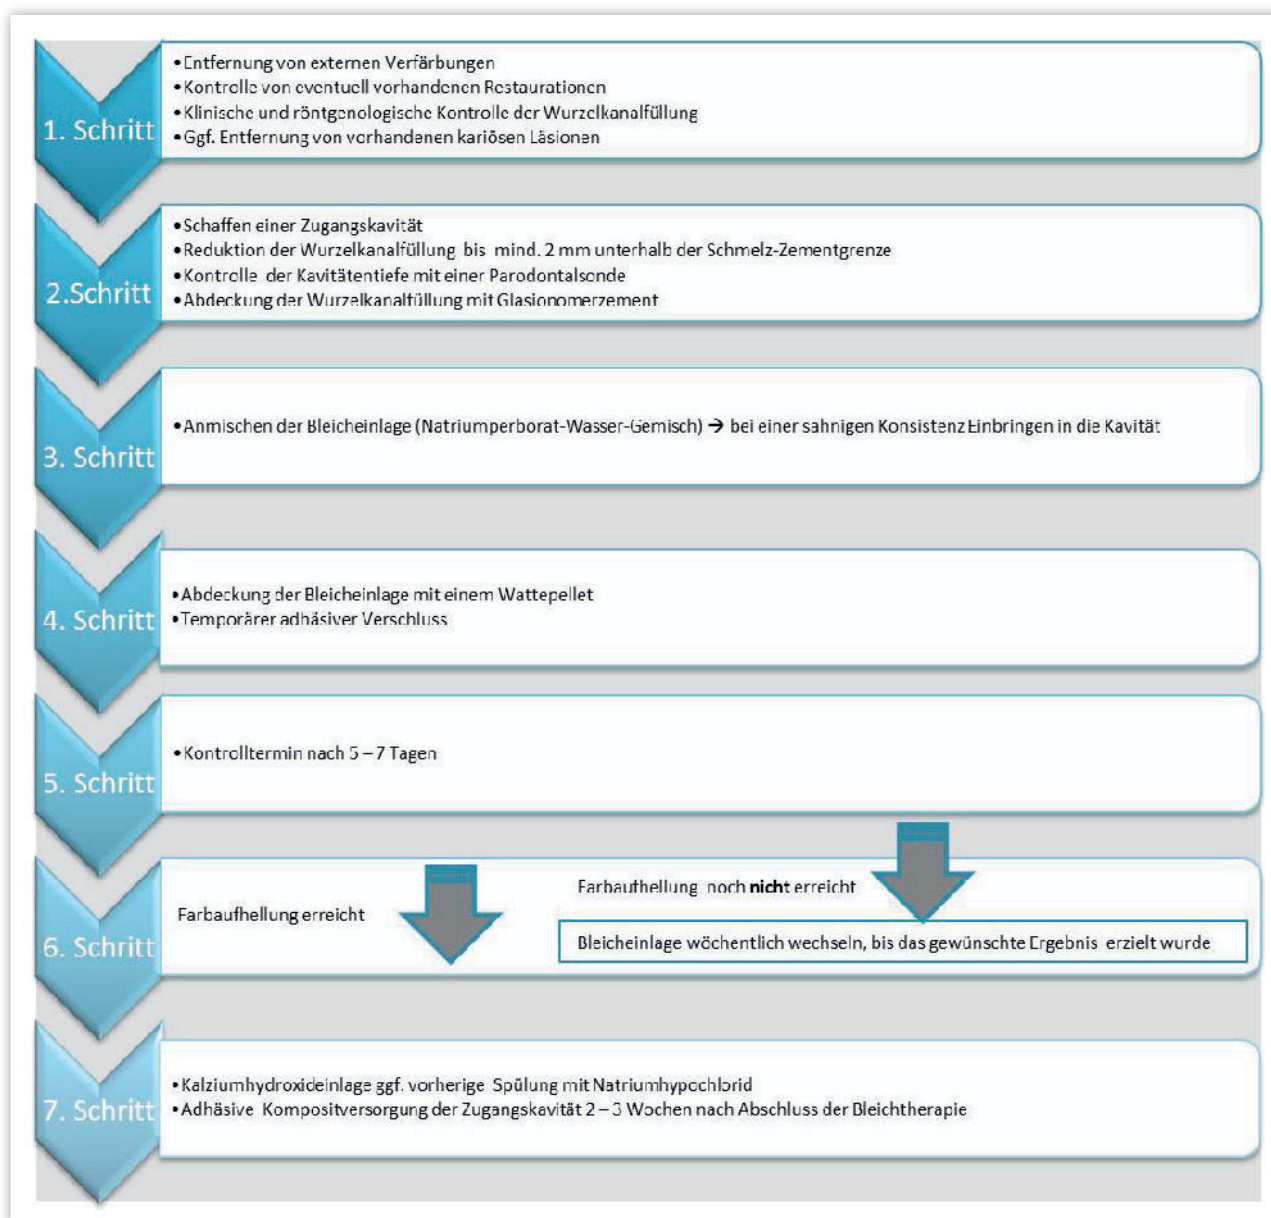 1. Schritt
•Entfernung von externen Verfärbungen
•Kontrolle von eventuell vorhandenen Restaurationen
•Klinische und röntgenologische Kontrolle der Wurzelkanalfüllung
•Ggf. Entfernung von vorhandenen kariösen Läsionen
2.Schritt
•Schaffen einer Zugangskavität
•Reduktion der Wurzelkanalfüllung bis mind. 2 mm unterhalb der Schmelz-Zementgrenze
•Kontrolle der Kavitätentiefe mit einer Parodontalsonde
•Abdeckung der Wurzelkanalfüllung mit Glasionomerzement
3. Schritt
•Anmischen der Bleicheinlage (Natriumperborat-Wasser-Gemisch) → bei einer sahnigen Konsistenz Einbringen in die Kavität
4. Schritt
•Abdeckung der Bleicheinlage mit einem Wattepellet
•Temporärer adhäsiver Verschluss
5. Schritt
•Kontrolltermin nach 5 – 7 Tagen
6. Schritt
Farbaufhellung erreicht
Farbaufhellung noch nicht erreicht
Bleicheinlage wöchentlich wechseln, bis das gewünschte Ergebnis erzielt wurde
7. Schritt
•Kalziumhydroxideinlage ggf. vorherige Spülung mit Natriumhypochlorid
•Adhäsive Kompositversorgung der Zugangskavität 2 – 3 Wochen nach Abschluss der Bleichtherapie